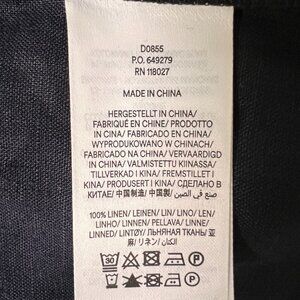 D0855
P.O. 649279
RN 118027
MADE IN CHINA
HERGESTELLT IN CHINA/
FABRIQUÉ EN CHINE/ PRODOTTO
IN CINA/ FABRICADO EN CHINA/
WYPRODUKOWANO W CHINACH/
FABRICADO NA CHINA/ VERVAARDIGD
IN CHINA/ VALMISTETTU KIINASSA/
TILLVERKAD I KINA/ FREMSTILLET I
KINA/ PRODUSERT I KINA/ СДЕЛАНО В
КИТАЕ/ 中国制造/ 中国製/ صنع في الصين
100% LINEN/ LEINEN/ LIN/ LINO/ LEN/
LINHO/ LINNEN/ PELLAVA/ LINNE/
LINNED/ LINTØY/ ЛЬНЯНАЯ ТКАНЬ/ 亚
麻/ リネン/ الكتان
30